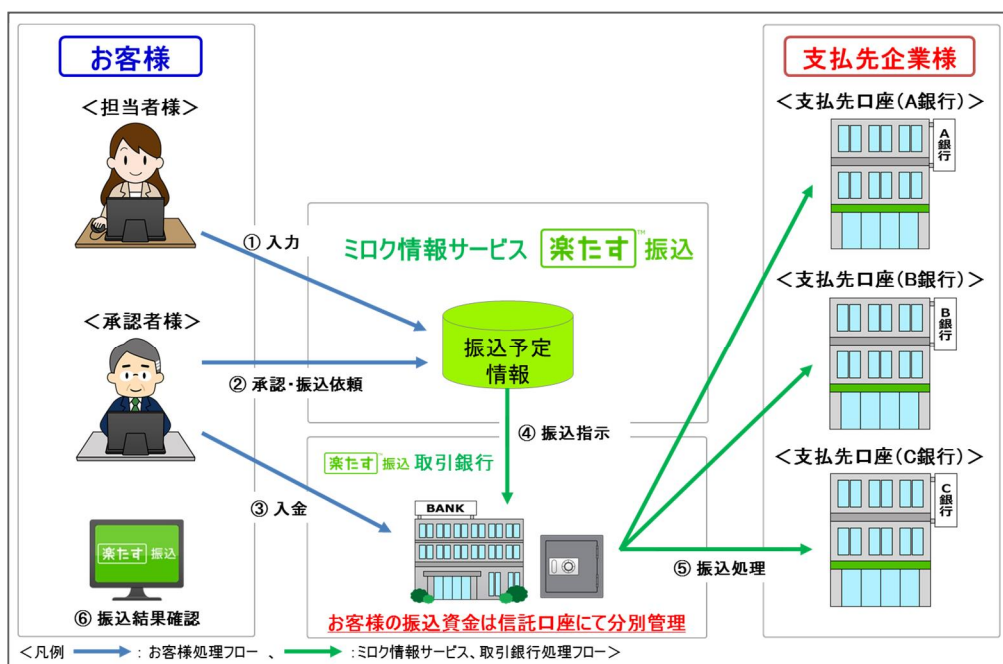 お客様
<担当者様>
<承認者様>
① 入力
② 承認・振込依頼
③ 入金
楽たす 振込
⑥ 振込結果確認
ミロク情報サービス 楽たす™ 振込
振込予定
情報
④ 振込指示
楽たす™ 振込 取引銀行
BANK
お客様の振込資金は信託口座にて分別管理
⑤ 振込処理
支払先企業様
<支払先口座(A銀行)>
A銀行
<支払先口座(B銀行)>
B銀行
<支払先口座(C銀行)>
C銀行
<凡例 : お客様処理フロー 、 : ミロク情報サービス、取引銀行処理フロー>